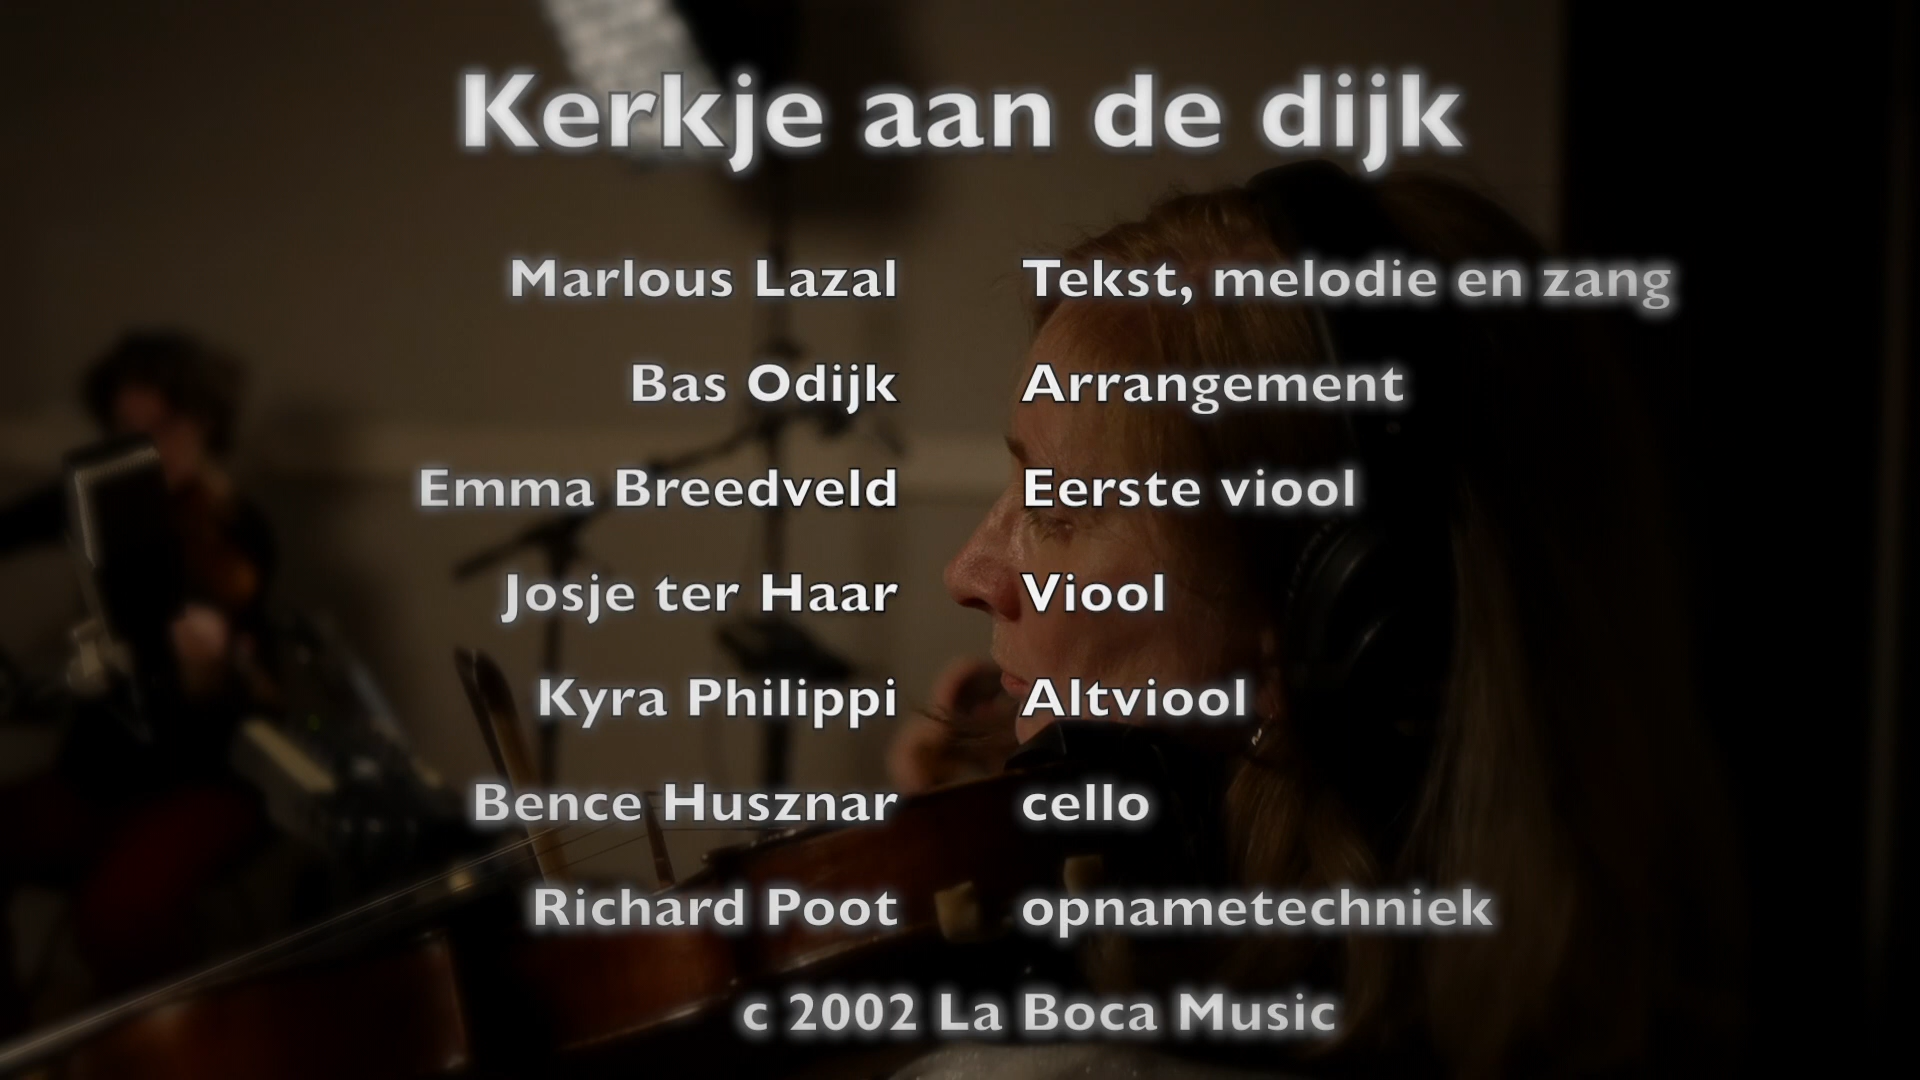 Kerkje aan de dijk
Marlous Lazal Tekst, melodie en zang
Bas Odijk Arrangement
Emma Breedveld Eerste viool
Josje ter Haar Viool
Kyra Philippi Altviool
Bence Husznar cello
Richard Poot opnametechniek
c 2002 La Boca Music